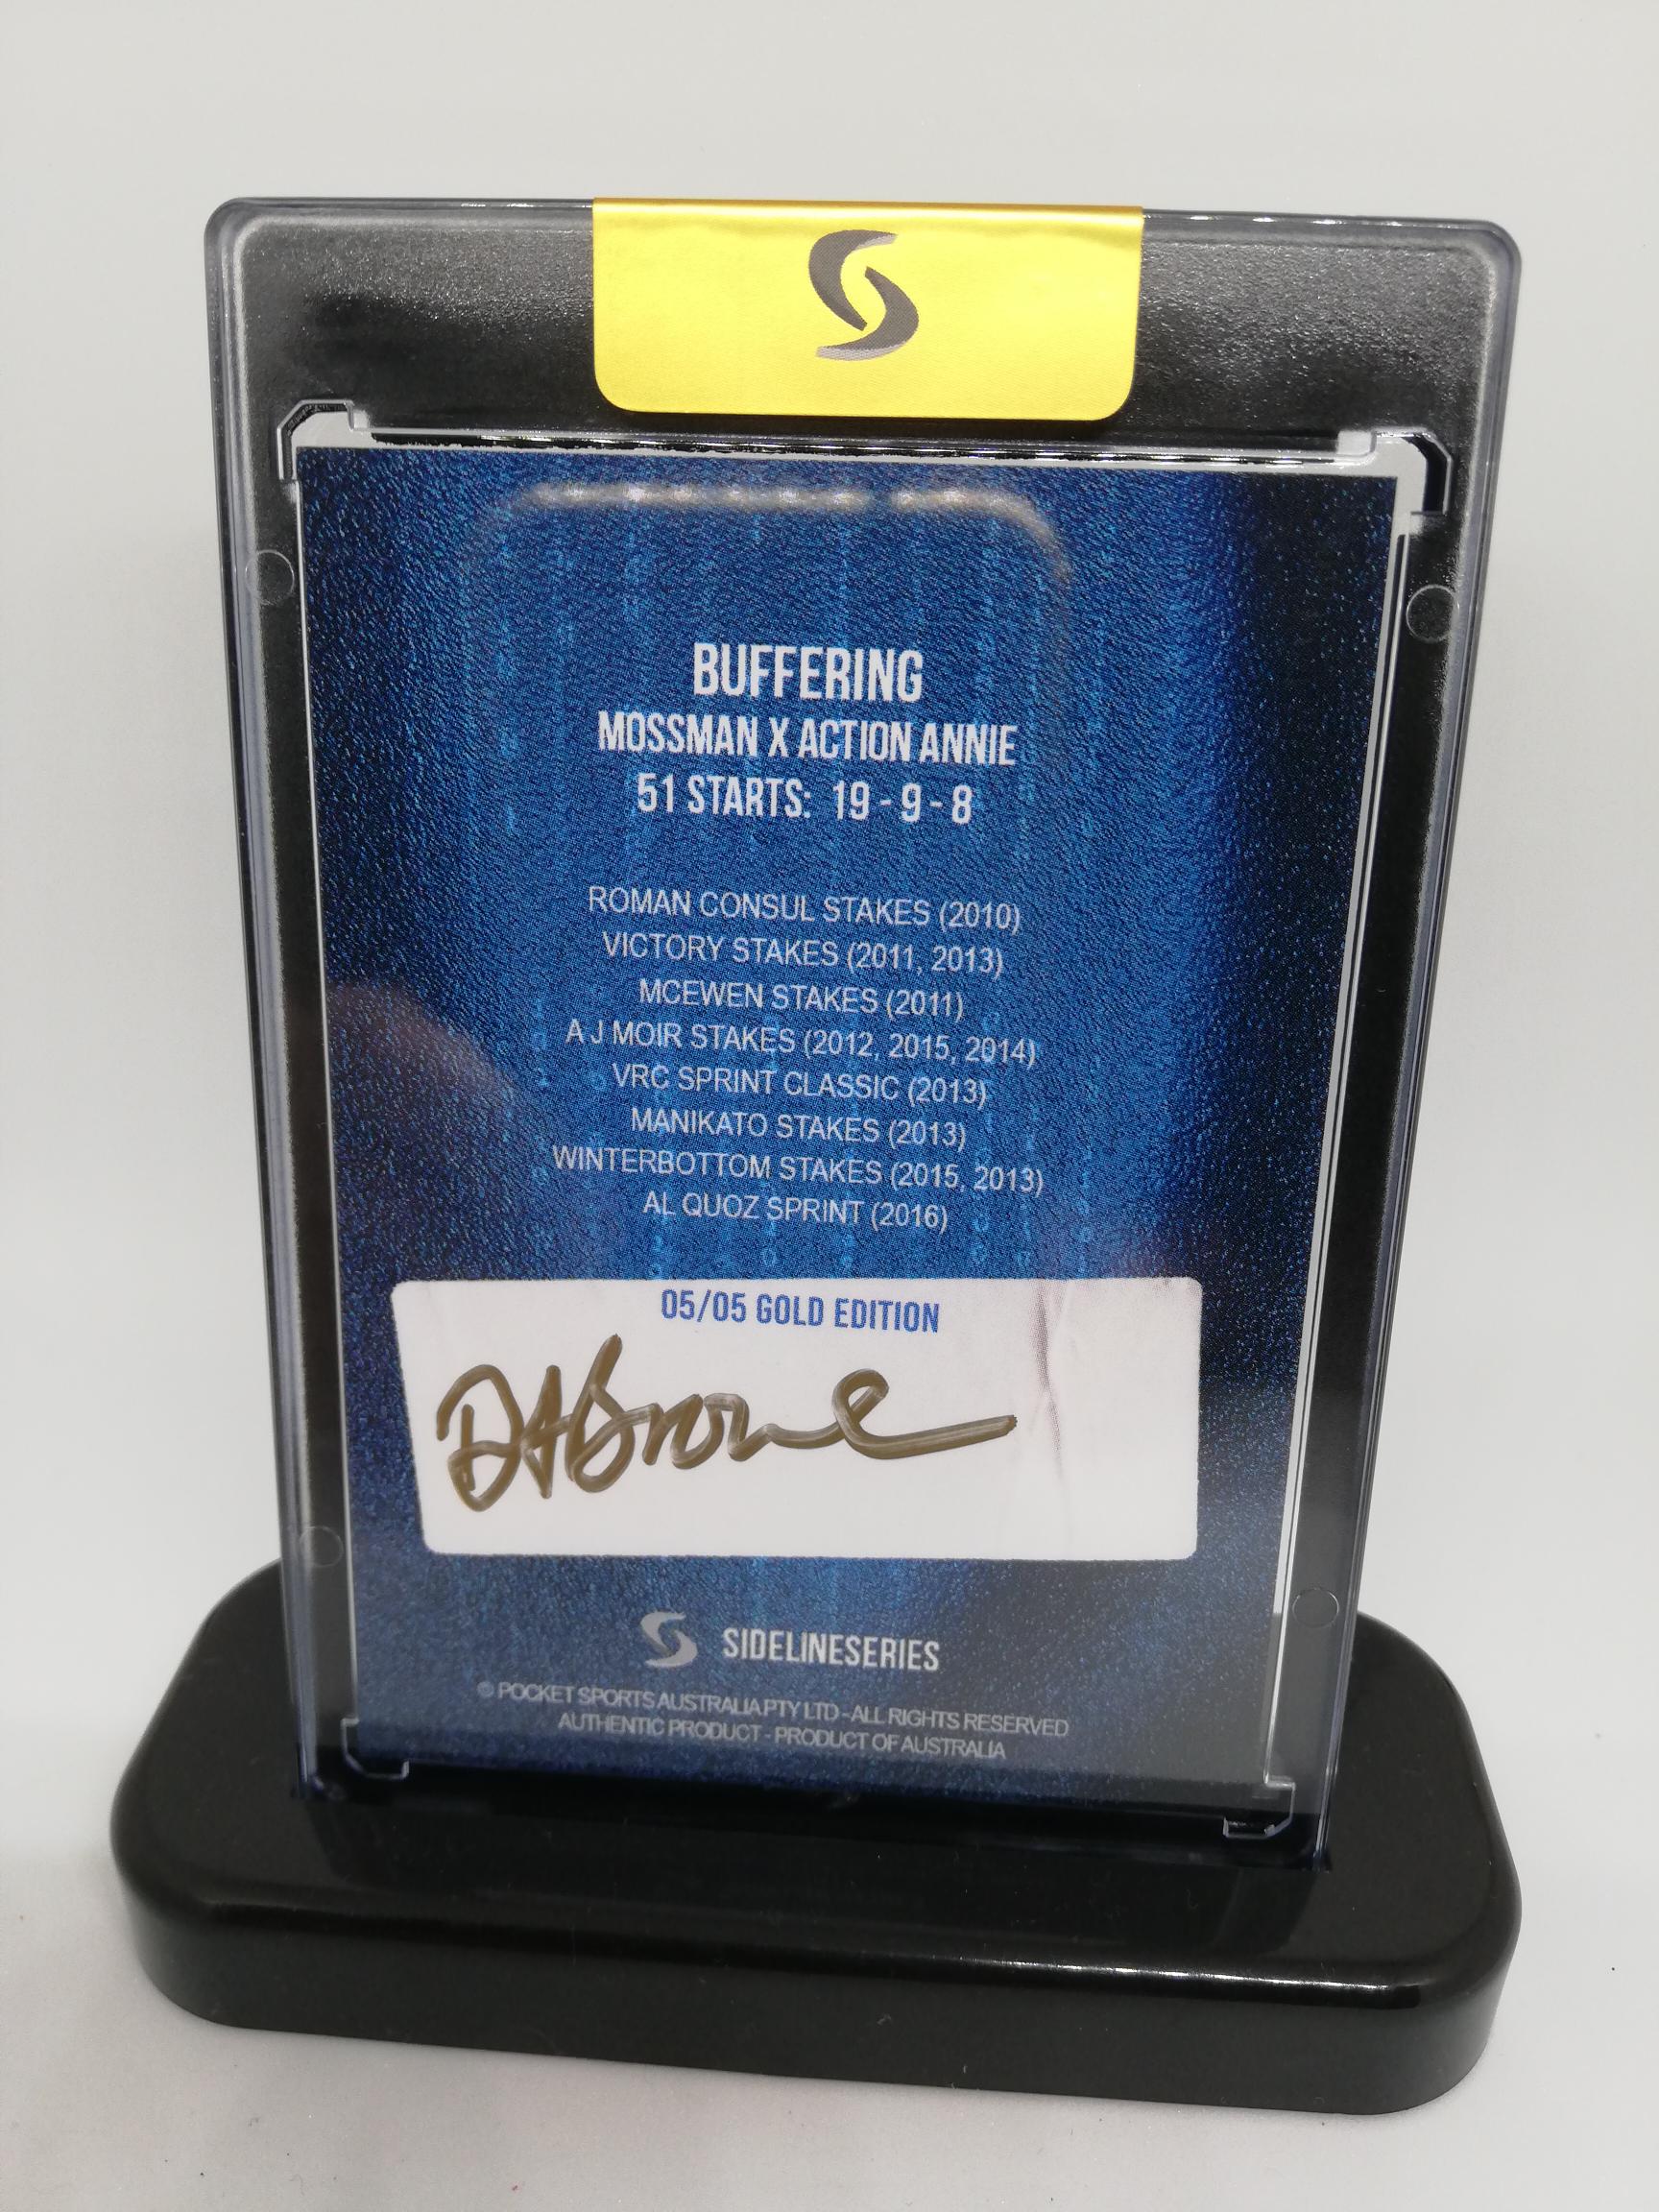 BUFFERING
MOSSMAN X ACTION ANNIE
51 STARTS: 19 - 9 - 8
ROMAN CONSUL STAKES (2010)
VICTORY STAKES (2011, 2013)
MCEWEN STAKES (2011)
A J MOIR STAKES (2012, 2015, 2014)
VRC SPRINT CLASSIC (2013)
MANIKATO STAKES (2013)
WINTERBOTTOM STAKES (2015, 2013)
AL QUOZ SPRINT (2016)
05/05 GOLD EDITION
DABrowne
SIDELINESERIES
© POCKET SPORTS AUSTRALIA PTY LTD - ALL RIGHTS RESERVED
AUTHENTIC PRODUCT - PRODUCT OF AUSTRALIA